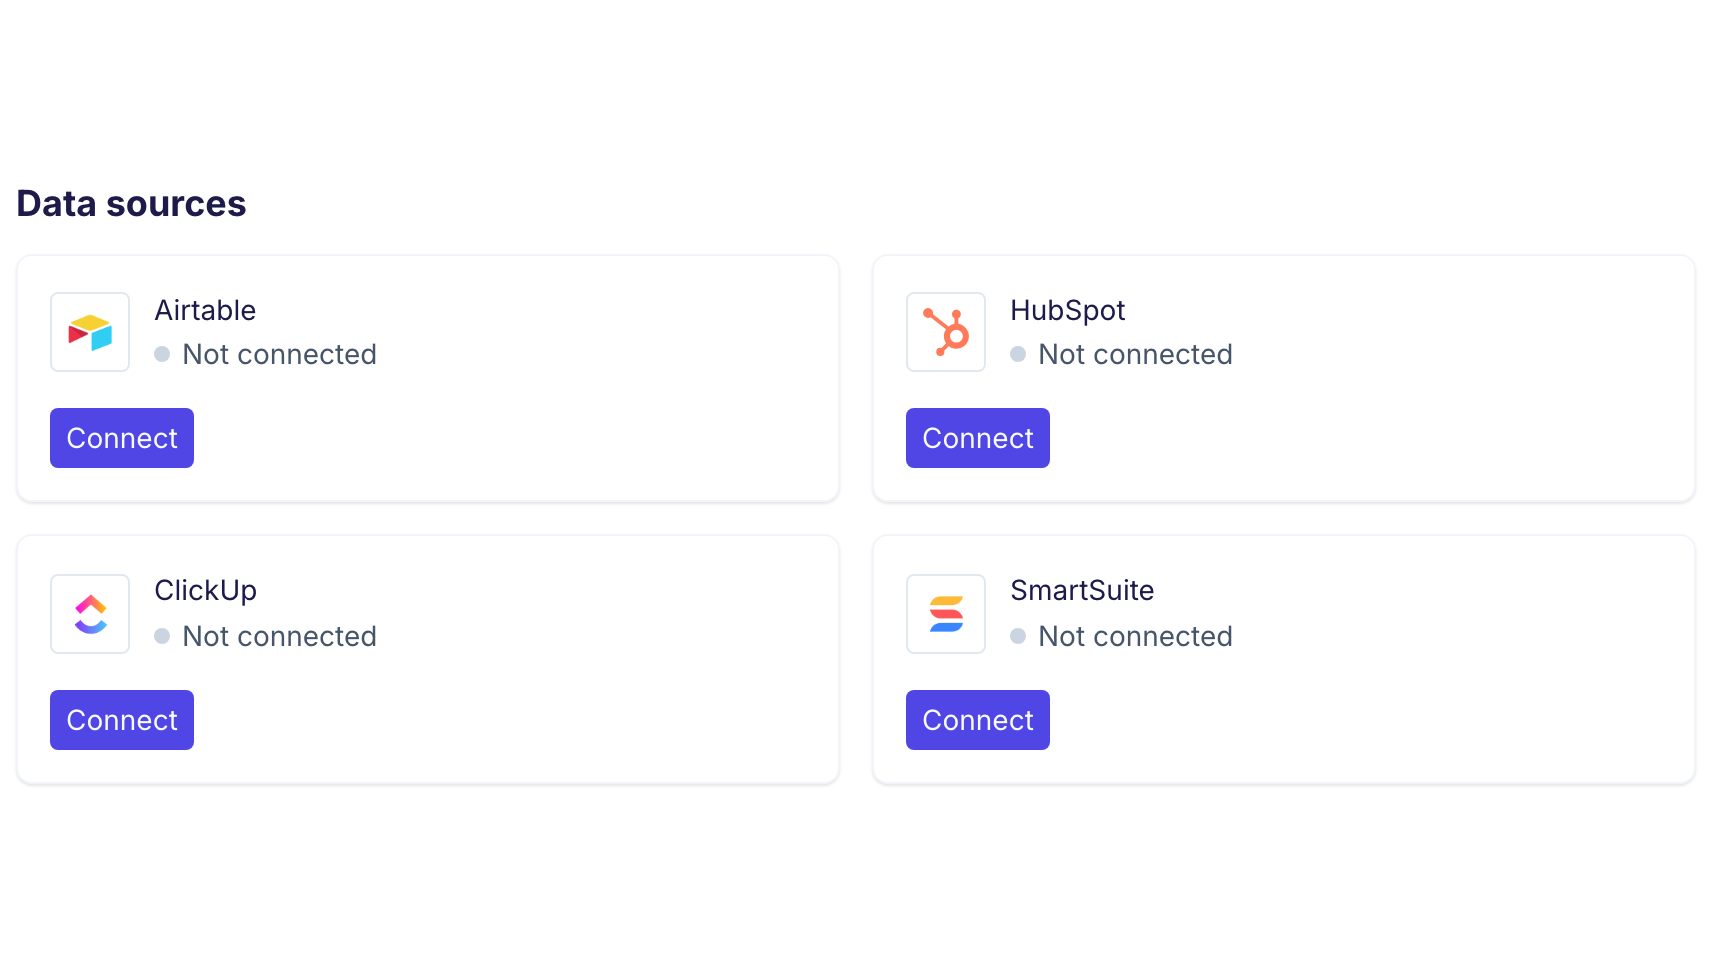 Data sources
Airtable
Not connected
Connect
HubSpot
Not connected
Connect
ClickUp
Not connected
Connect
SmartSuite
Not connected
Connect